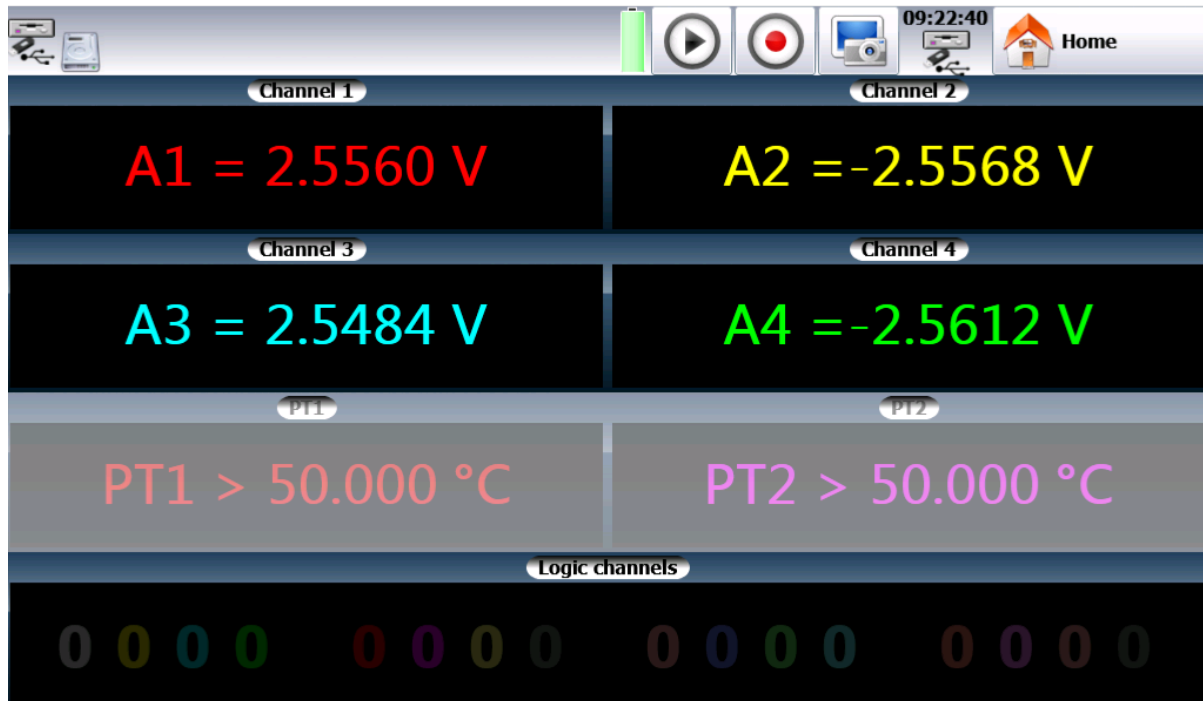 09:22:40
Home
Channel 1
Channel 2
A1 = 2.5560 V
A2 =-2.5568 V
Channel 3
Channel 4
A3 = 2.5484 V
A4 =-2.5612 V
PT1
PT2
PT1 > 50.000 °C
PT2 > 50.000 °C
Logic channels
0 0 0 0 0 0 0 0 0 0 0 0 0 0 0 0